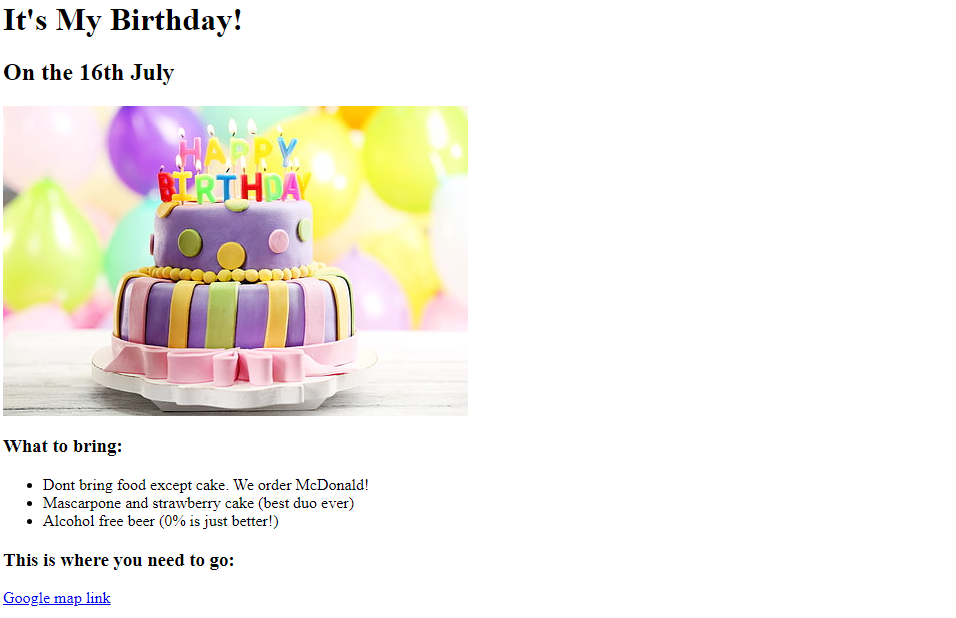 It's My Birthday!
On the 16th July
HAPPY
BIRTHDAY
What to bring:
Dont bring food except cake. We order McDonald!
Mascarpone and strawberry cake (best duo ever)
Alcohol free beer (0% is just better!)
This is where you need to go:
Google map link